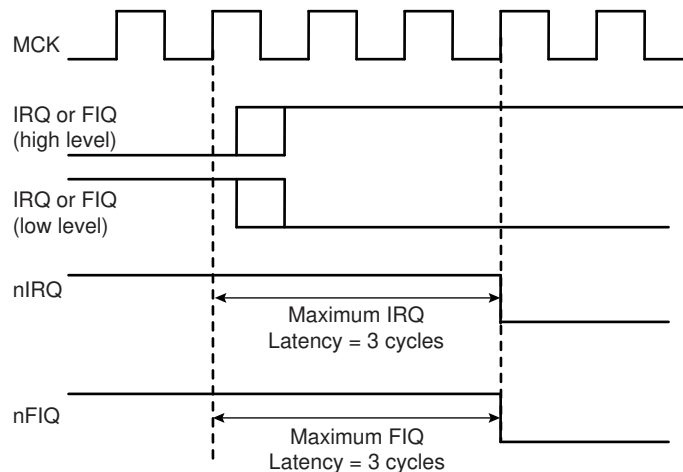 MCK
IRQ or FIQ
(high level)
IRQ or FIQ
(low level)
nIRQ
Maximum IRQ
Latency = 3 cycles
nFIQ
Maximum FIQ
Latency = 3 cycles